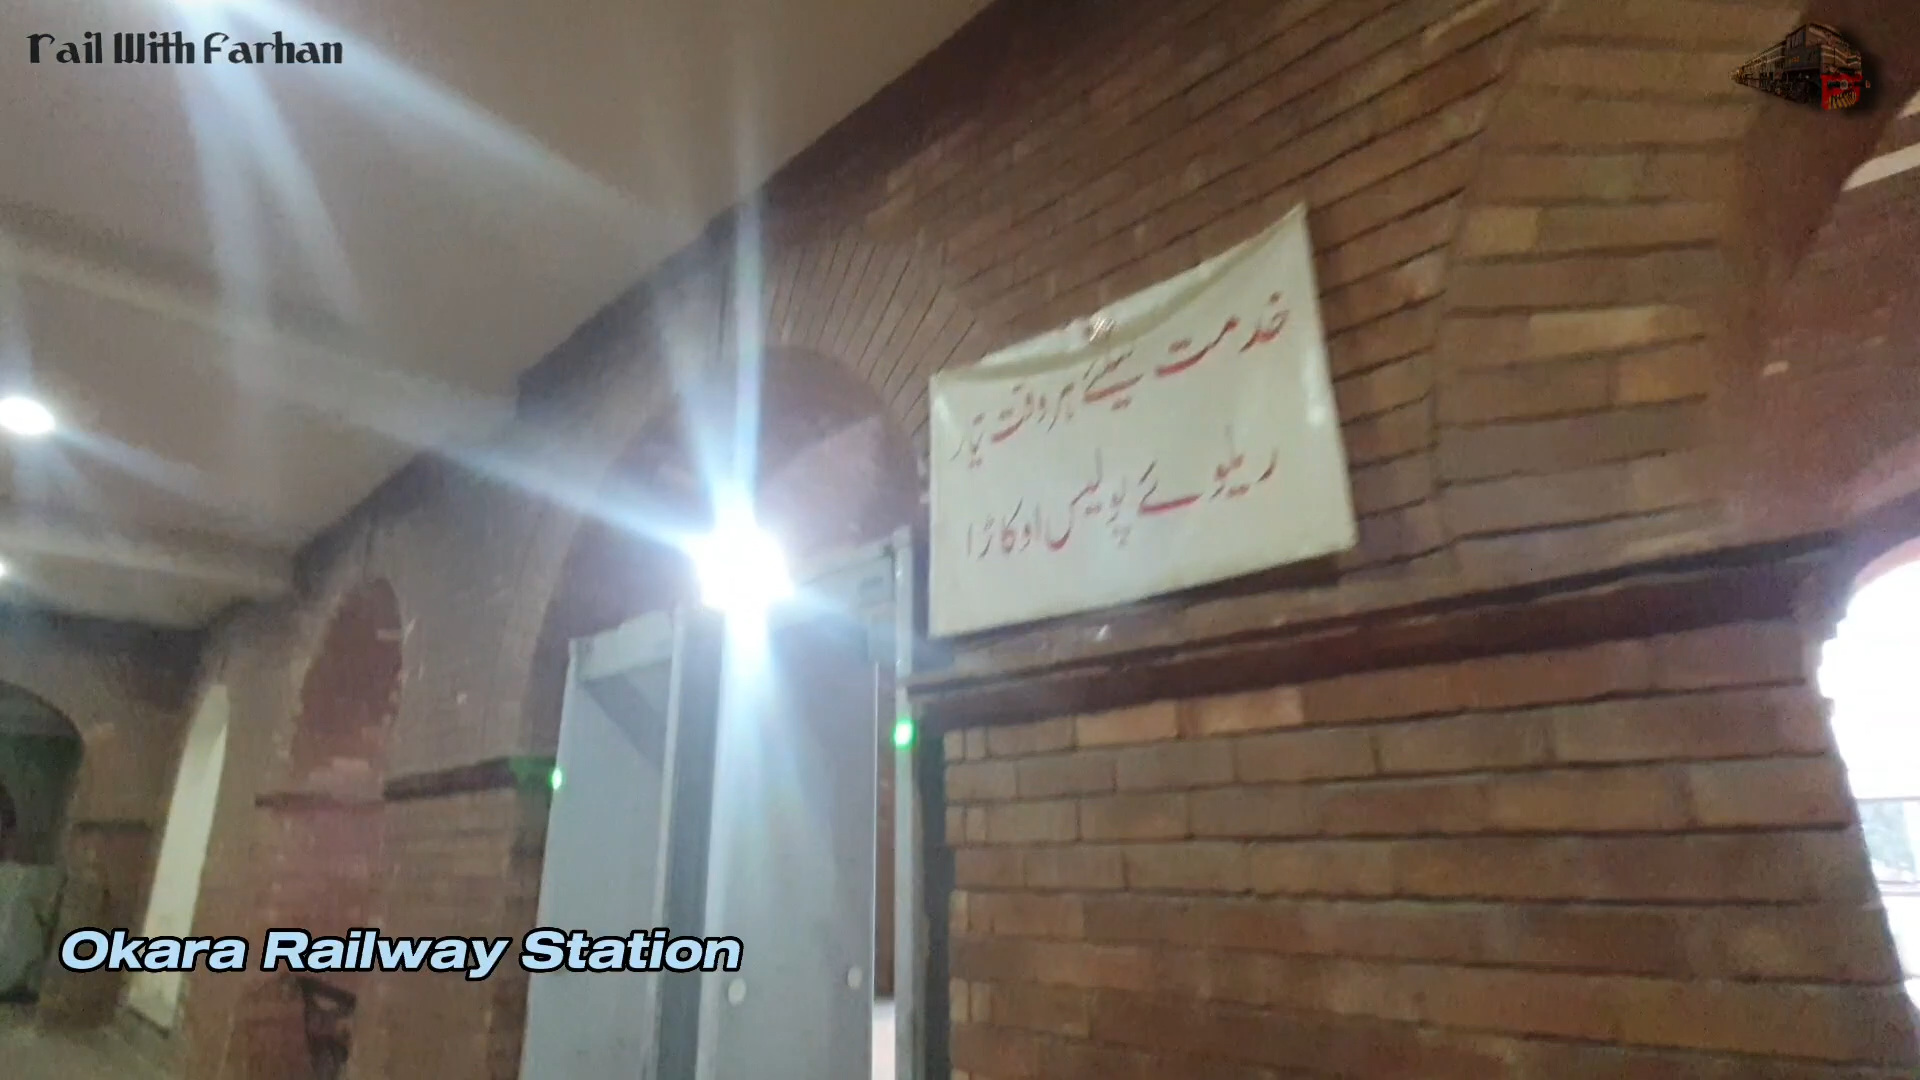 rail With Farhan
خدمت کیلئے ہر وقت تیار
ریلوے پولیس اوکاڑا
Okara Railway Station